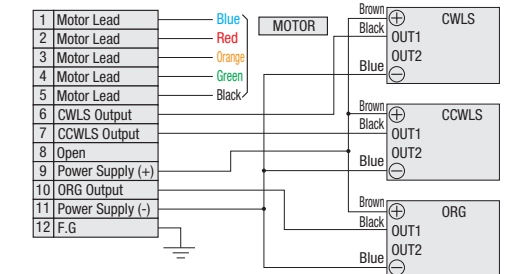 1 Motor Lead Blue
2 Motor Lead Red
3 Motor Lead Orange
4 Motor Lead Green
5 Motor Lead Black
6 CWLS Output
7 CCWLS Output
8 Open
9 Power Supply (+)
10 ORG Output
11 Power Supply (-)
12 F.G
MOTOR
Brown + CWLS
Black OUT1
OUT2
Blue −
Brown + CCWLS
Black OUT1
OUT2
Blue −
Brown + ORG
Black OUT1
OUT2
Blue −